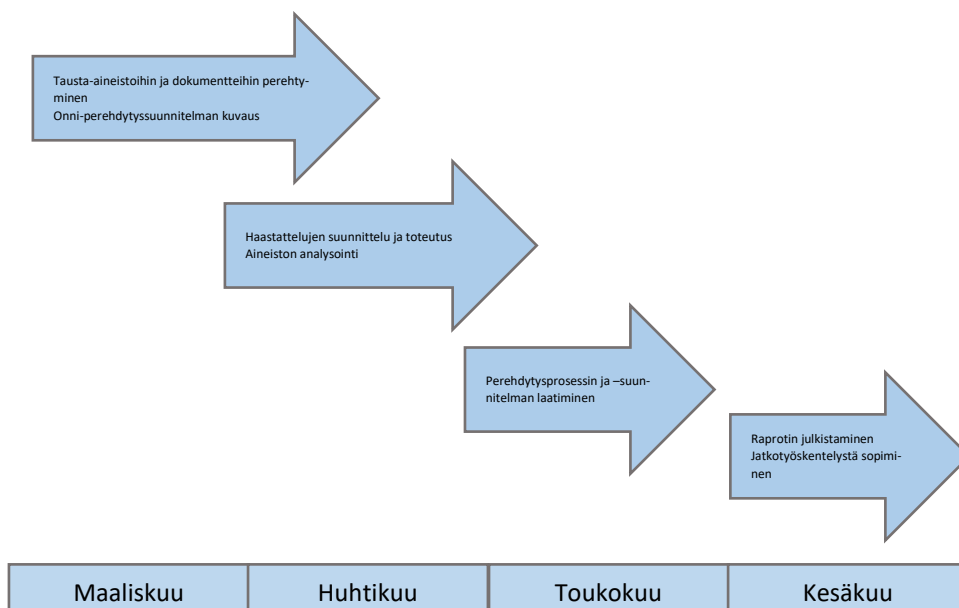 Tausta-aineistoihin ja dokumentteihin perehty-
minen
Onni-perehdytyssuunnitelman kuvaus
Haastattelujen suunnittelu ja toteutus
Aineiston analysointi
Perehdytysprosessin ja –suun-
nitelman laatiminen
Raprotin julkistaminen
Jatkotyöskentelystä sopimi-
nen
Maaliskuu
Huhtikuu
Toukokuu
Kesäkuu